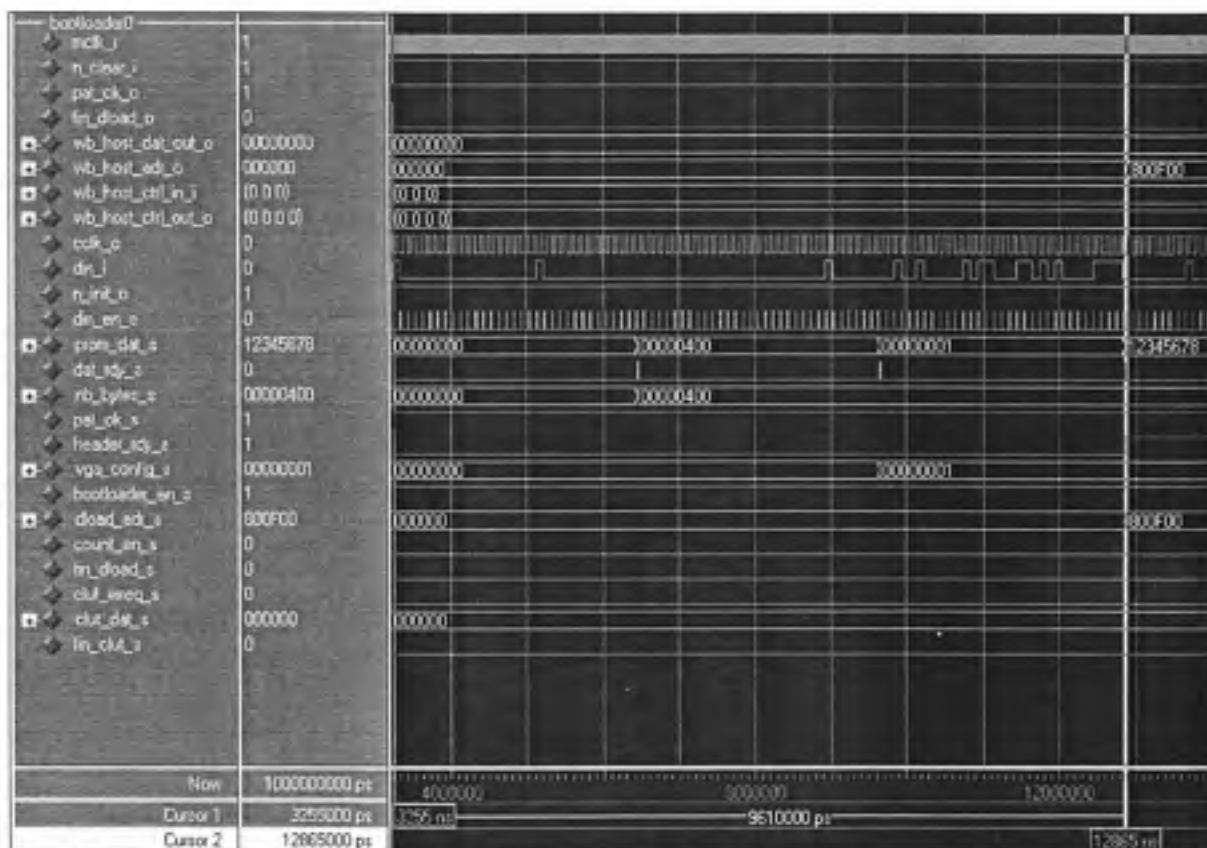 bootloader0
mclk_i 1
n_clear_i 1
pal_ok_o 1
fin_dload_o 0
wb_host_dat_out_o 00000000 00000000
wb_host_adr_o 000000 000000 800F00
wb_host_ctrl_in_i {0 0 0} {0 0 0}
wb_host_ctrl_out_o {0 0 0 0} {0 0 0 0}
cclk_o 0
din_i 0
n_init_o 1
din_en_s 0
prom_dat_s 12345678 00000000 00000400 00000001 12345678
dat_rdy_s 0
nb_bytes_s 00000400 00000000 00000400
pal_ok_s 1
header_rdy_s 1
vga_config_s 00000001 00000000 00000001
bootloader_en_s 1
dload_adr_s 800F00 000000 800F00
count_en_s 0
fin_dload_s 0
clut_wreq_s 0
clut_dat_s 000000 000000
fin_clut_s 0
Now 1000000000 ps 4000000 8000000 12000000
Cursor 1 3255000 ps 3255 ns 9610000 ps
Cursor 2 12865000 ps 12865 ns